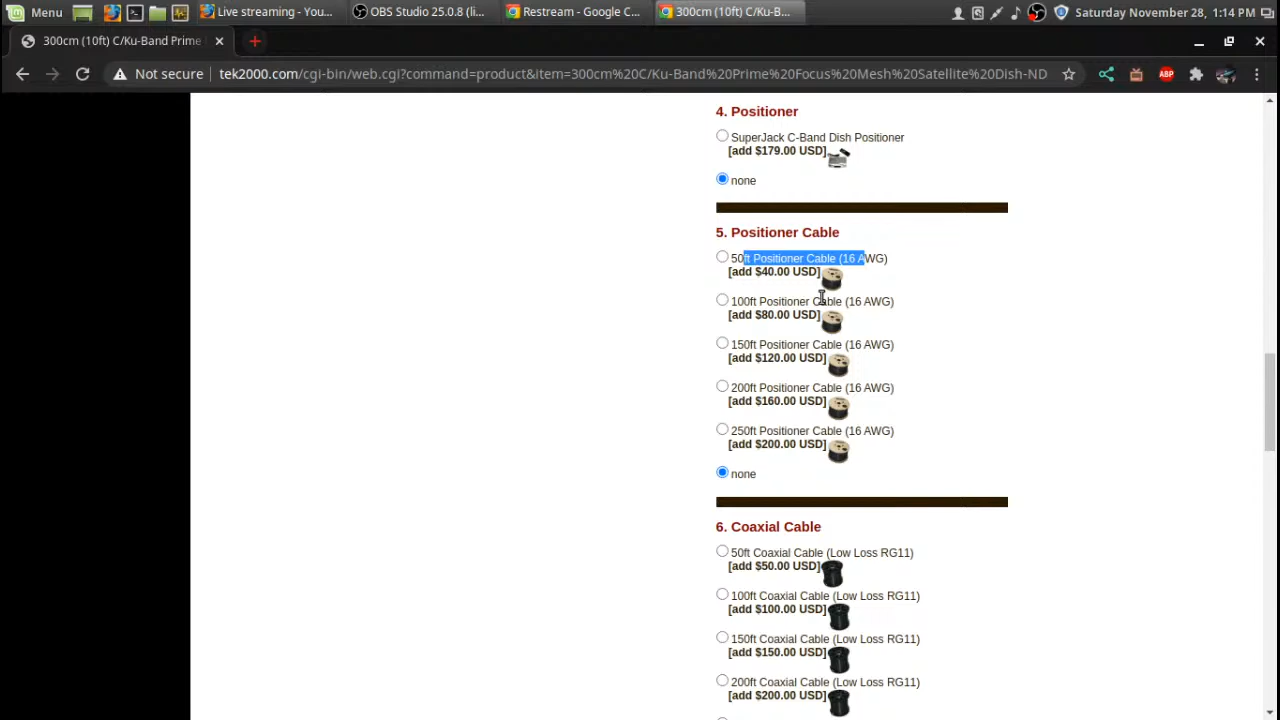 Menu
Live streaming - You...
OBS Studio 25.0.8 (li...
Restream - Google C...
300cm (10ft) C/Ku-B...
Saturday November 28, 1:14 PM
300cm (10ft) C/Ku-Band Prime
Not secure
tek2000.com/cgi-bin/web.cgi?command=product&item=300cm%20C/Ku-Band%20Prime%20Focus%20Mesh%20Satellite%20Dish-ND
ABP
4. Positioner
SuperJack C-Band Dish Positioner
[add $179.00 USD]
none
5. Positioner Cable
50ft Positioner Cable (16 AWG)
[add $40.00 USD]
100ft Positioner Cable (16 AWG)
[add $80.00 USD]
150ft Positioner Cable (16 AWG)
[add $120.00 USD]
200ft Positioner Cable (16 AWG)
[add $160.00 USD]
250ft Positioner Cable (16 AWG)
[add $200.00 USD]
none
6. Coaxial Cable
50ft Coaxial Cable (Low Loss RG11)
[add $50.00 USD]
100ft Coaxial Cable (Low Loss RG11)
[add $100.00 USD]
150ft Coaxial Cable (Low Loss RG11)
[add $150.00 USD]
200ft Coaxial Cable (Low Loss RG11)
[add $200.00 USD]